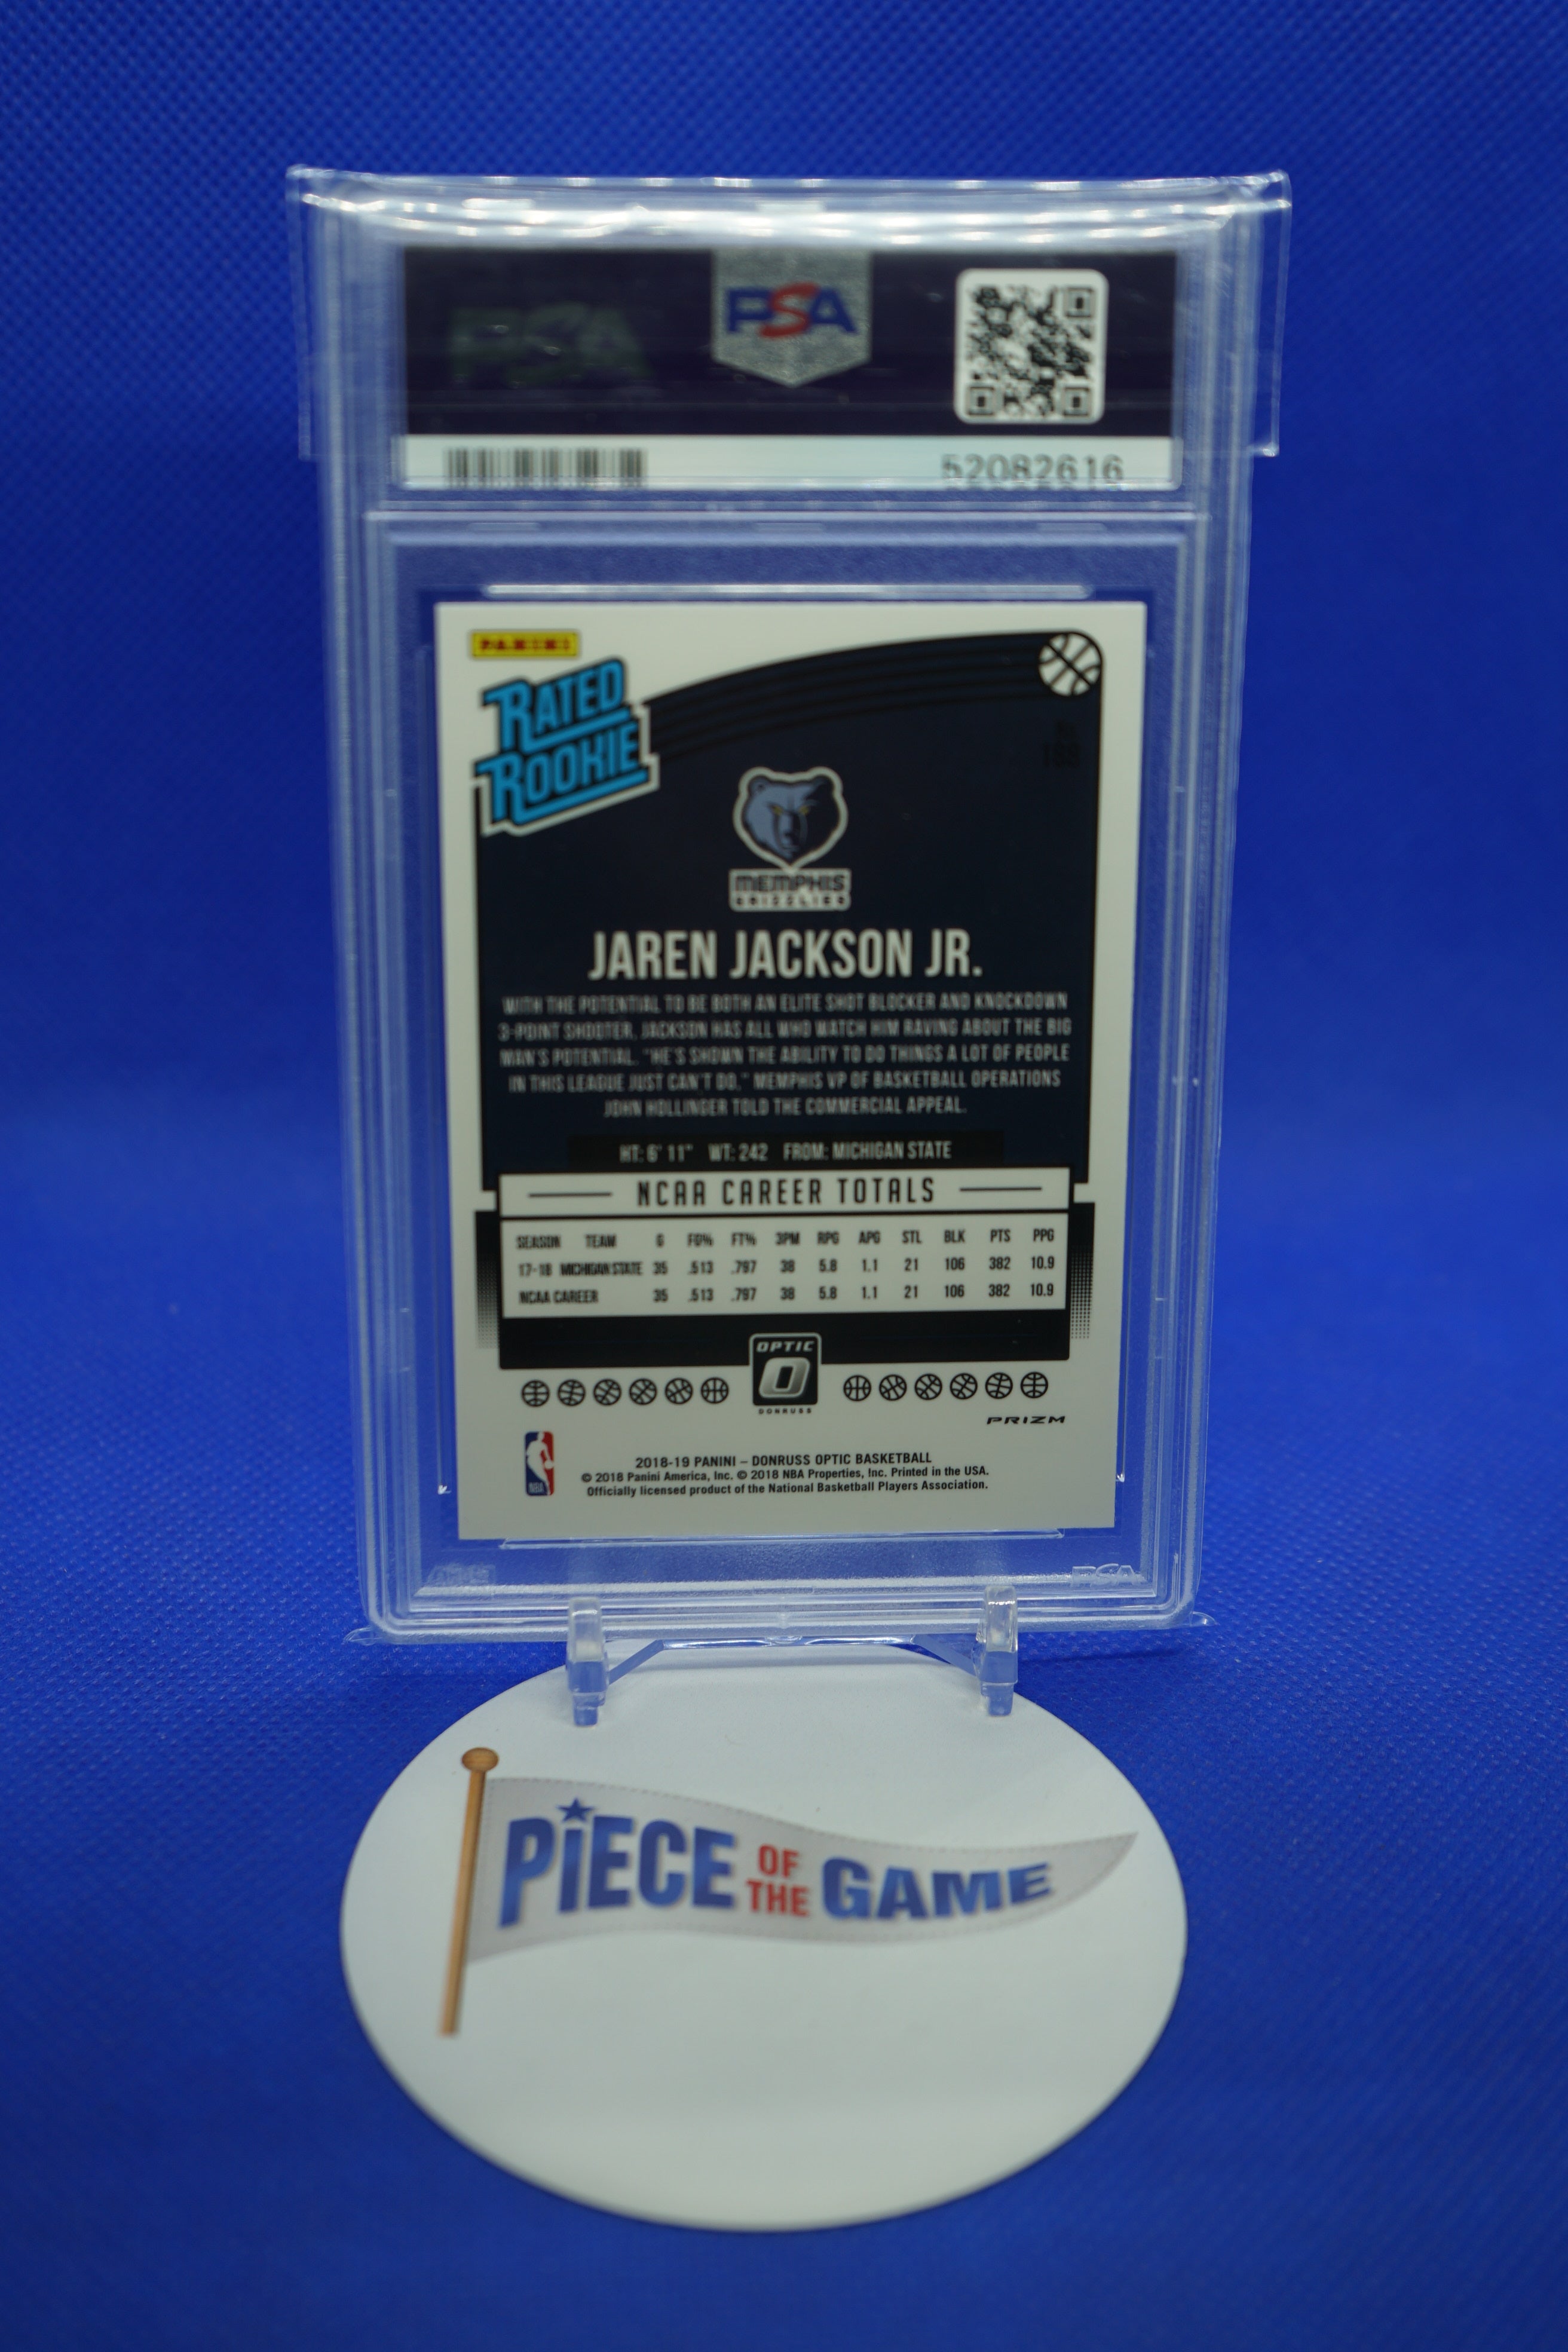 PSA
PSA
52082616
PANINI
RATED
ROOKIE
MEMPHIS
GRIZZLIES
JAREN JACKSON JR.
WITH THE POTENTIAL TO BE BOTH AN ELITE SHOT BLOCKER AND KNOCKDOWN
3-POINT SHOOTER, JACKSON HAS ALL WHO WATCH HIM RAVING ABOUT THE BIG
MAN'S POTENTIAL. "HE'S SHOWN THE ABILITY TO DO THINGS A LOT OF PEOPLE
IN THIS LEAGUE JUST CAN'T DO," MEMPHIS VP OF BASKETBALL OPERATIONS
JOHN HOLLINGER TOLD THE COMMERCIAL APPEAL.
HT: 6' 11" WT: 242 FROM: MICHIGAN STATE
NCAA CAREER TOTALS
SEASON TEAM G FG% FT% 3PM RPG APG STL BLK PTS PPG
17-18 MICHIGAN STATE 35 .513 .797 38 5.8 1.1 21 106 382 10.9
NCAA CAREER 35 .513 .797 38 5.8 1.1 21 106 382 10.9
OPTIC
O
DONRUSS
PRIZM
NBA
2018-19 PANINI – DONRUSS OPTIC BASKETBALL
© 2018 Panini America, Inc. © 2018 NBA Properties, Inc. Printed in the USA.
Officially licensed product of the National Basketball Players Association.
PSA
PiECE OF THE GAME